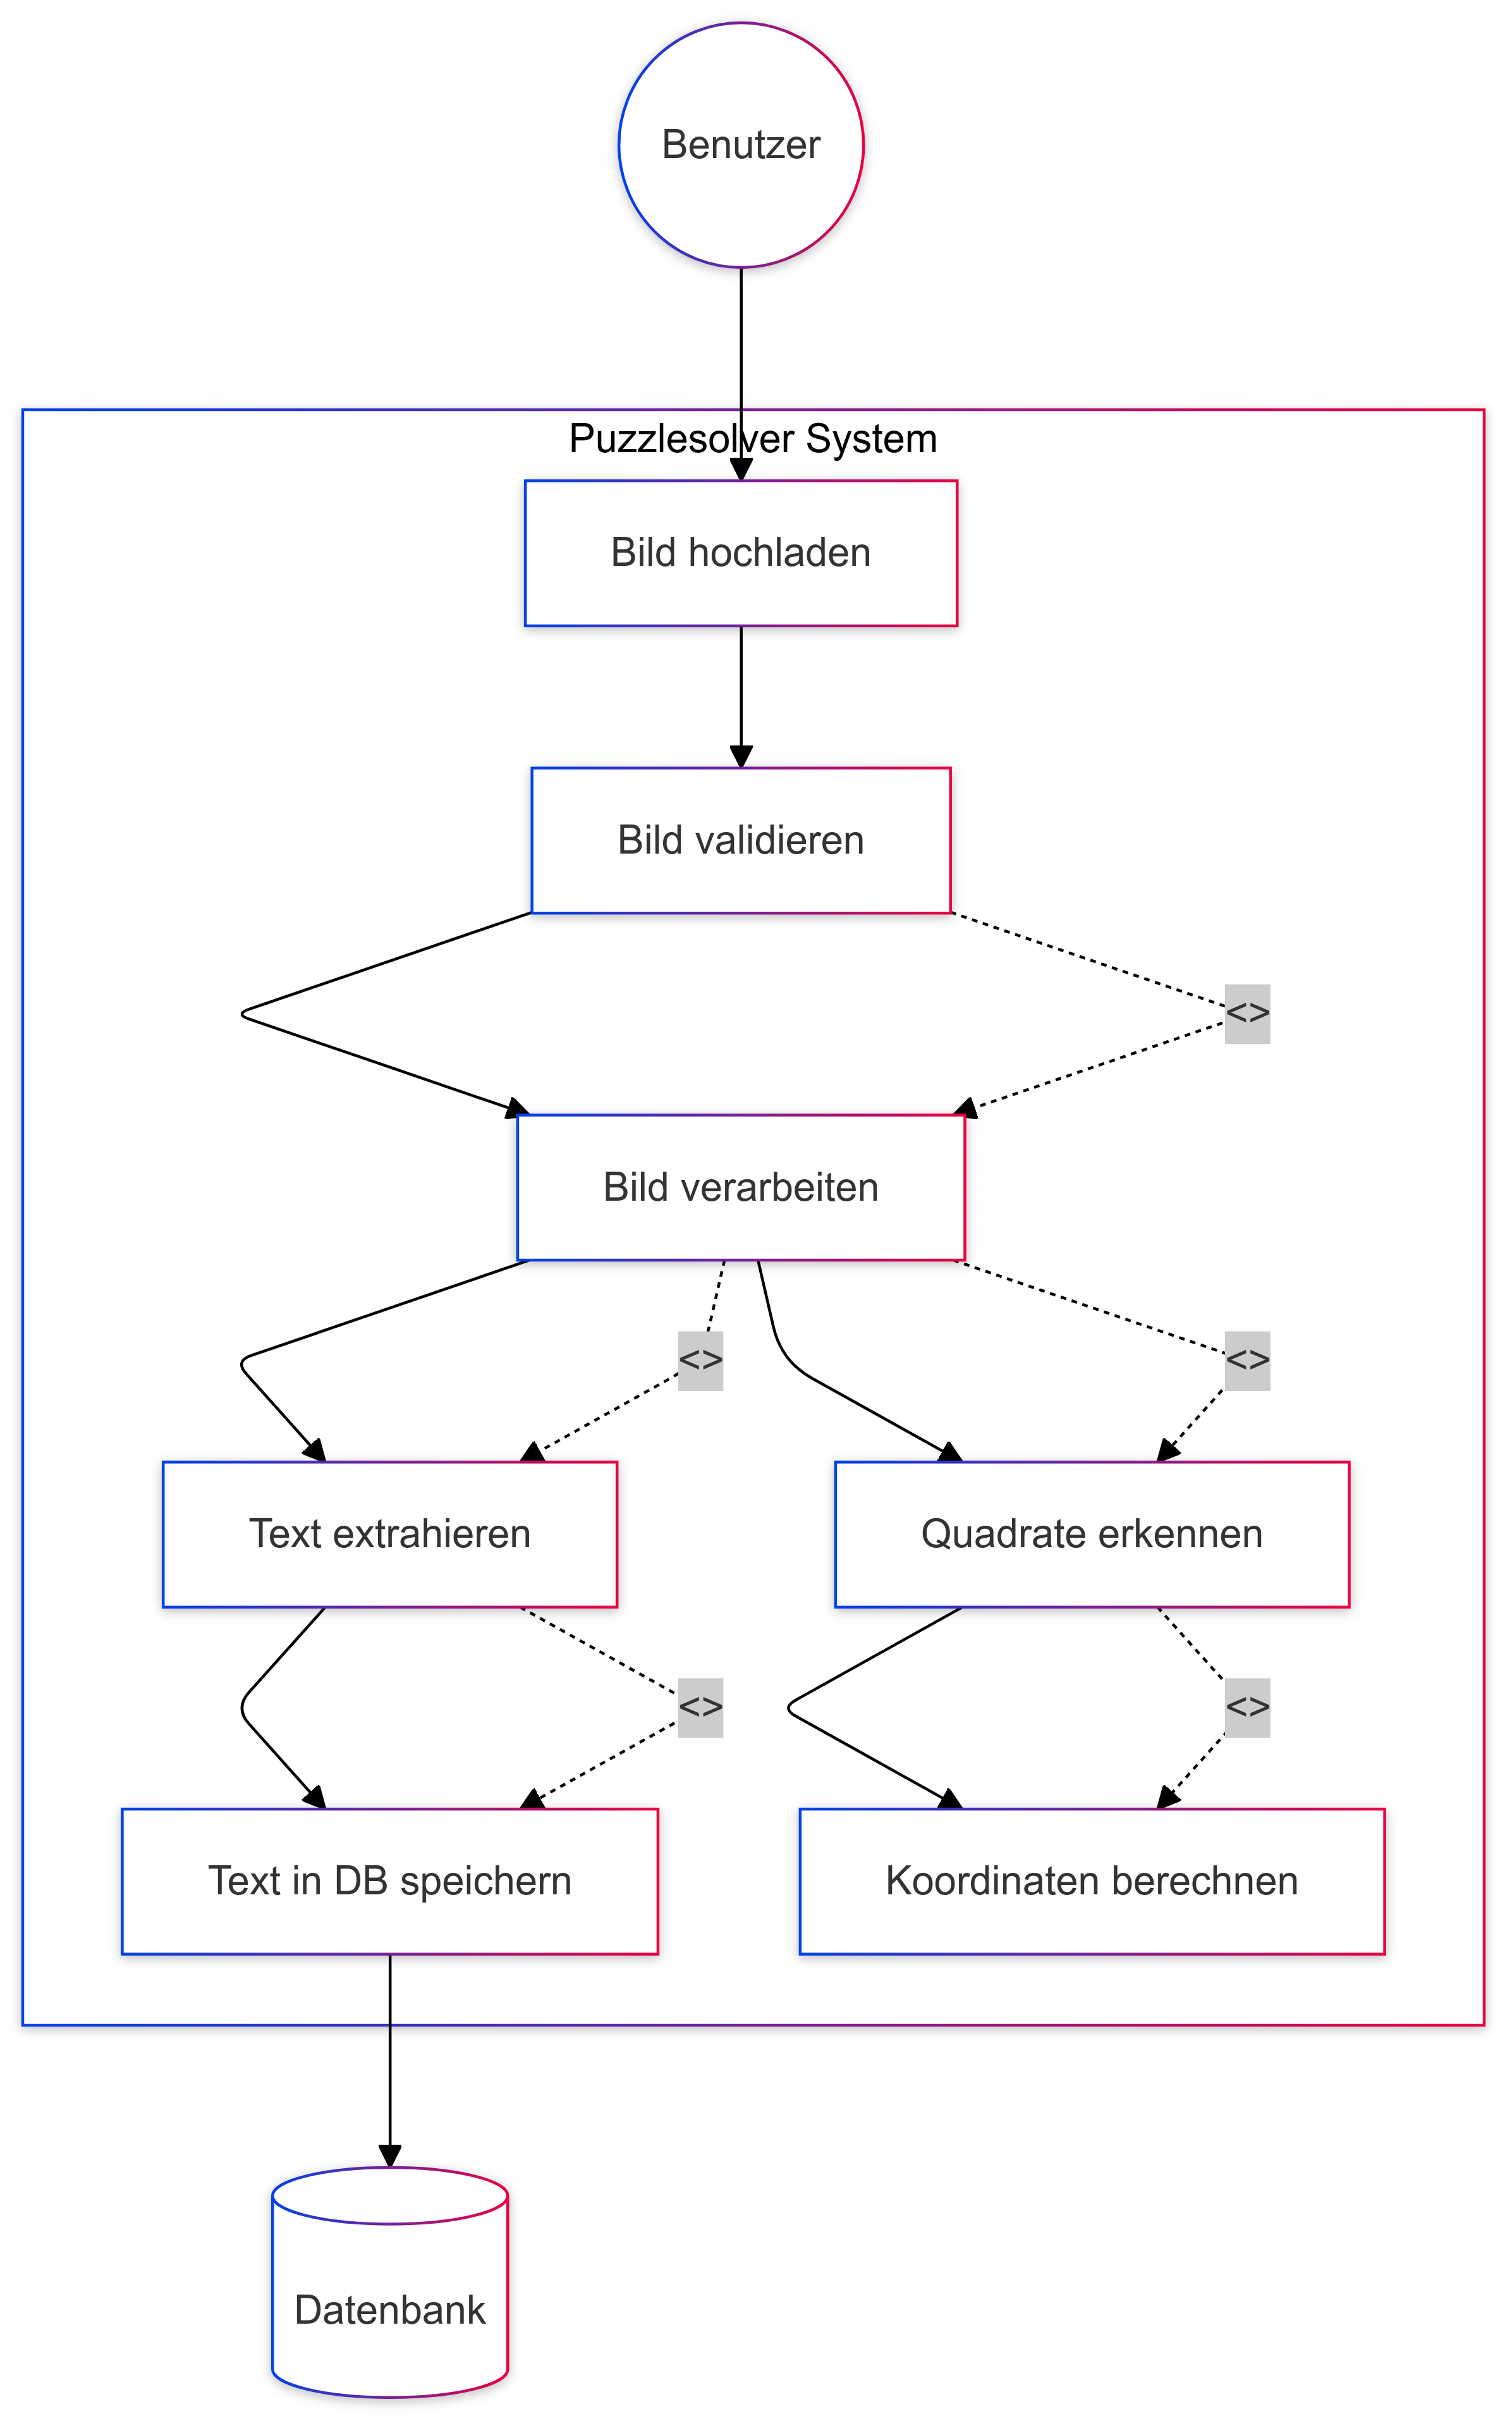 Benutzer
Puzzlesolver System
Bild hochladen
Bild validieren
<>
Bild verarbeiten
<>
<>
Text extrahieren
Quadrate erkennen
<>
<>
Text in DB speichern
Koordinaten berechnen
Datenbank